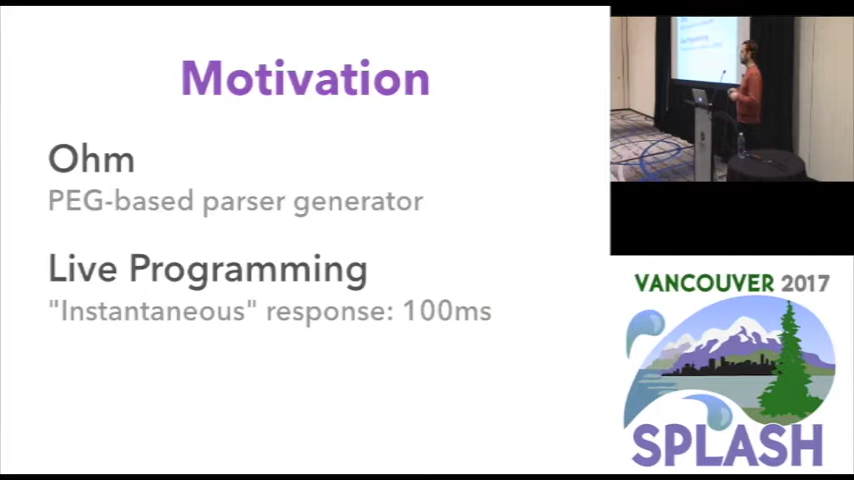 Motivation
Ohm
PEG-based parser generator
Live Programming
"Instantaneous" response: 100ms
VANCOUVER 2017
SPLASH